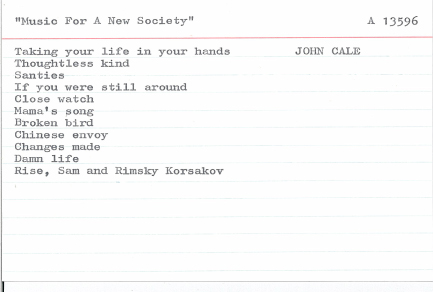 "Music For A New Society" A 13596
Taking your life in your hands JOHN CALE
Thoughtless kind
Santies
If you were still around
Close watch
Mama's song
Broken bird
Chinese envoy
Changes made
Damn life
Rise, Sam and Rimsky Korsakov